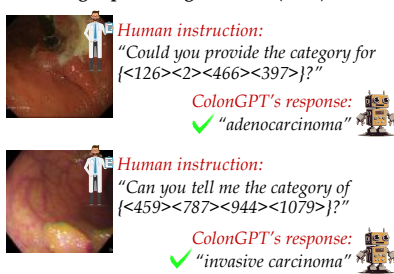 Human instruction:
“Could you provide the category for
{<126><2><466><397>}?”
ColonGPT’s response:
“adenocarcinoma”
Human instruction:
“Can you tell me the category of
{<459><787><944><1079>}?”
ColonGPT’s response:
“invasive carcinoma”